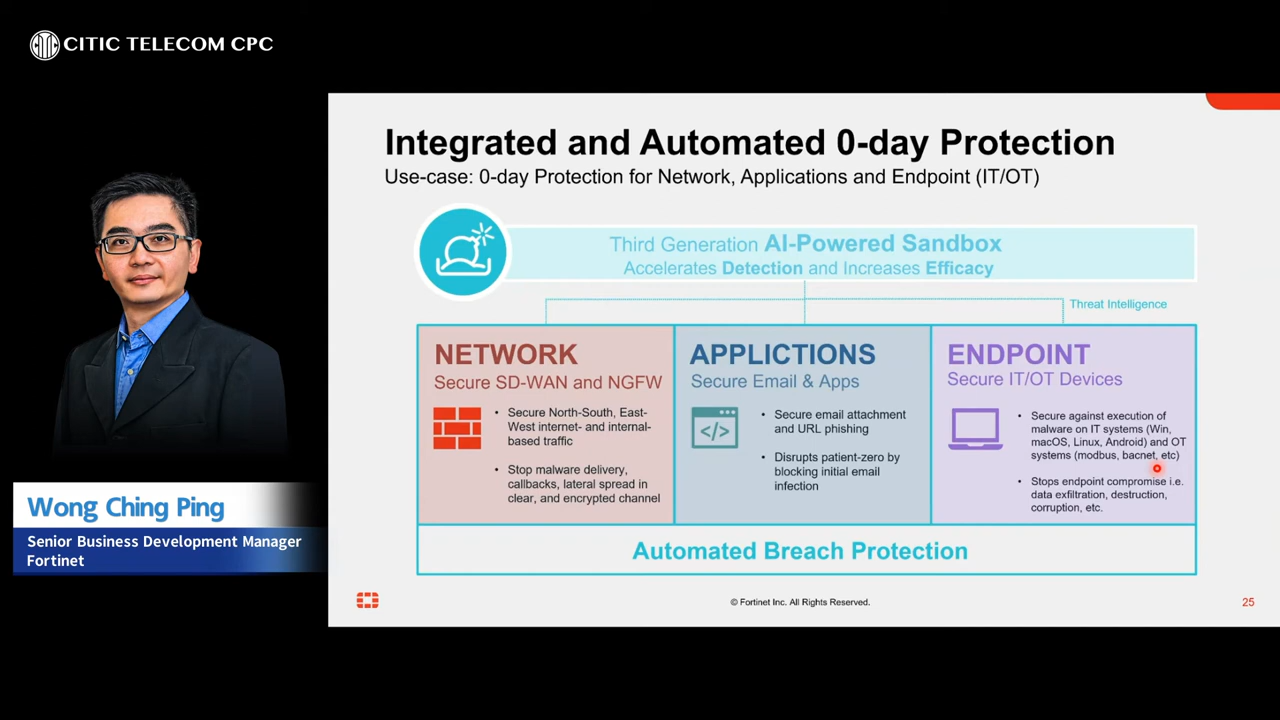 CITIC TELECOM CPC
Integrated and Automated 0-day Protection
Use-case: 0-day Protection for Network, Applications and Endpoint (IT/OT)
Third Generation AI-Powered Sandbox
Accelerates Detection and Increases Efficacy
Threat Intelligence
NETWORK
Secure SD-WAN and NGFW
• Secure North-South, East-
West internet- and internal-
based traffic
• Stop malware delivery,
callbacks, lateral spread in
clear, and encrypted channel
APPLICTIONS
Secure Email & Apps
</>
• Secure email attachment
and URL phishing
• Disrupts patient-zero by
blocking initial email
infection
ENDPOINT
Secure IT/OT Devices
• Secure against execution of
malware on IT systems (Win,
macOS, Linux, Android) and OT
systems (modbus, bacnet, etc)
• Stops endpoint compromise i.e.
data exfiltration, destruction,
corruption, etc.
Automated Breach Protection
© Fortinet Inc. All Rights Reserved.
25
Wong Ching Ping
Senior Business Development Manager
Fortinet